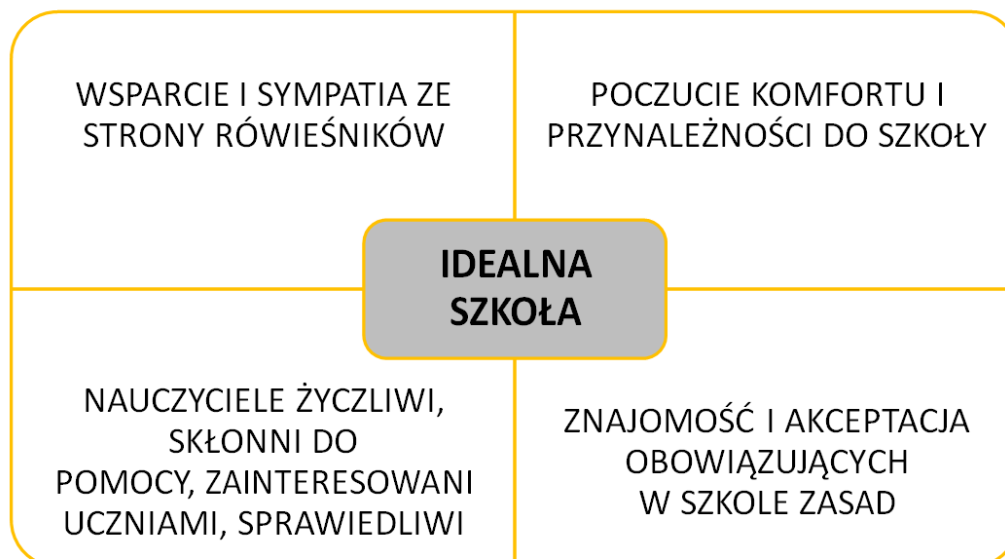 WSPARCIE I SYMPATIA ZE
STRONY RÓWIEŚNIKÓW
POCZUCIE KOMFORTU I
PRZYNALEŻNOŚCI DO SZKOŁY
IDEALNA
SZKOŁA
NAUCZYCIELE ŻYCZLIWI,
SKŁONNI DO
POMOCY, ZAINTERESOWANI
UCZNIAMI, SPRAWIEDLIWI
ZNAJOMOŚĆ I AKCEPTACJA
OBOWIĄZUJĄCYCH
W SZKOLE ZASAD